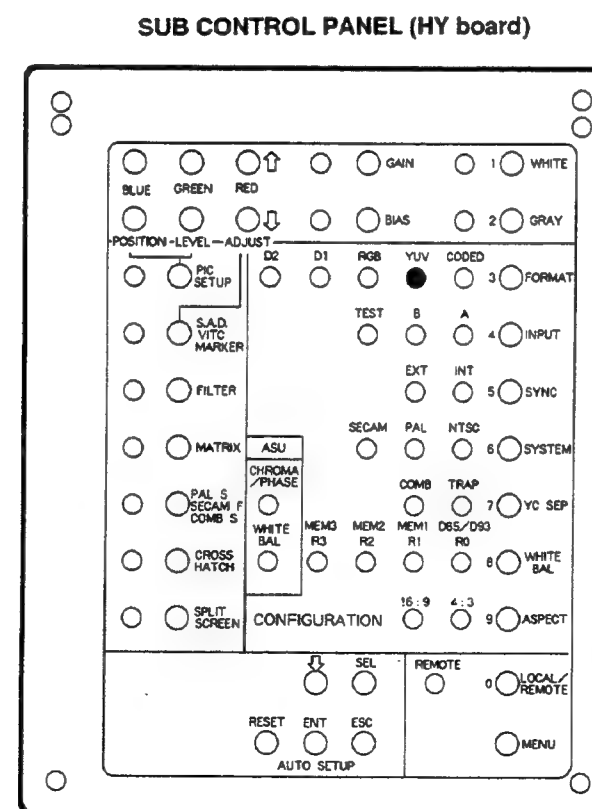 SUB CONTROL PANEL (HY board)
GAIN 1 WHITE
BLUE GREEN RED
BIAS 2 GRAY
POSITION - LEVEL - ADJUST
D2 D1 RGB YUV CODED
PIC SETUP 3 FORMAT
TEST B A
S.A.D. VITC MARKER 4 INPUT
EXT INT
FILTER 5 SYNC
SECAM PAL NTSC
MATRIX ASU 6 SYSTEM
CHROMA /PHASE COMB TRAP
PAL S SECAM F COMB S 7 YC SEP
WHITE BAL MEM3 MEM2 MEM1 D65/D93
R3 R2 R1 R0
CROSS HATCH 8 WHITE BAL
16:9 4:3
SPLIT SCREEN CONFIGURATION 9 ASPECT
SEL REMOTE
0 LOCAL/ REMOTE
RESET ENT ESC
MENU
AUTO SETUP